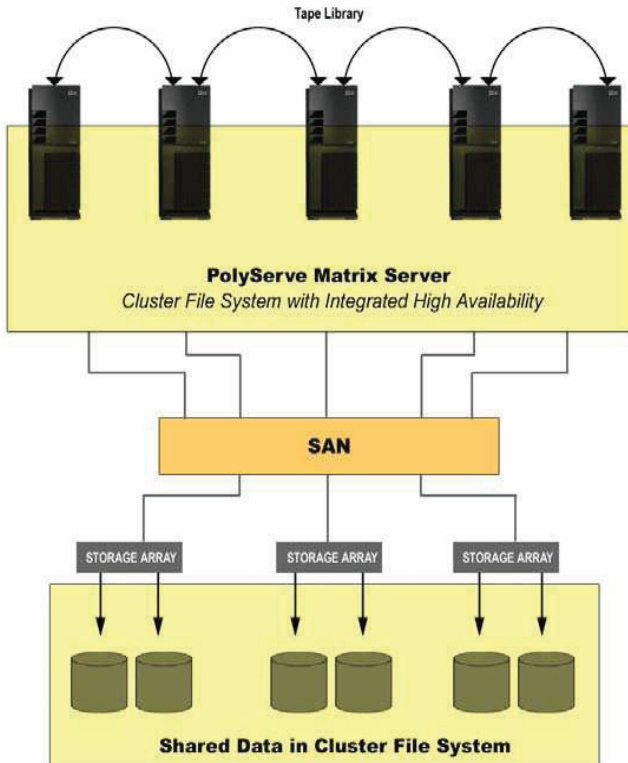 Tape Library
PolyServe Matrix Server
Cluster File System with Integrated High Availability
SAN
STORAGE ARRAY
STORAGE ARRAY
STORAGE ARRAY
Shared Data in Cluster File System